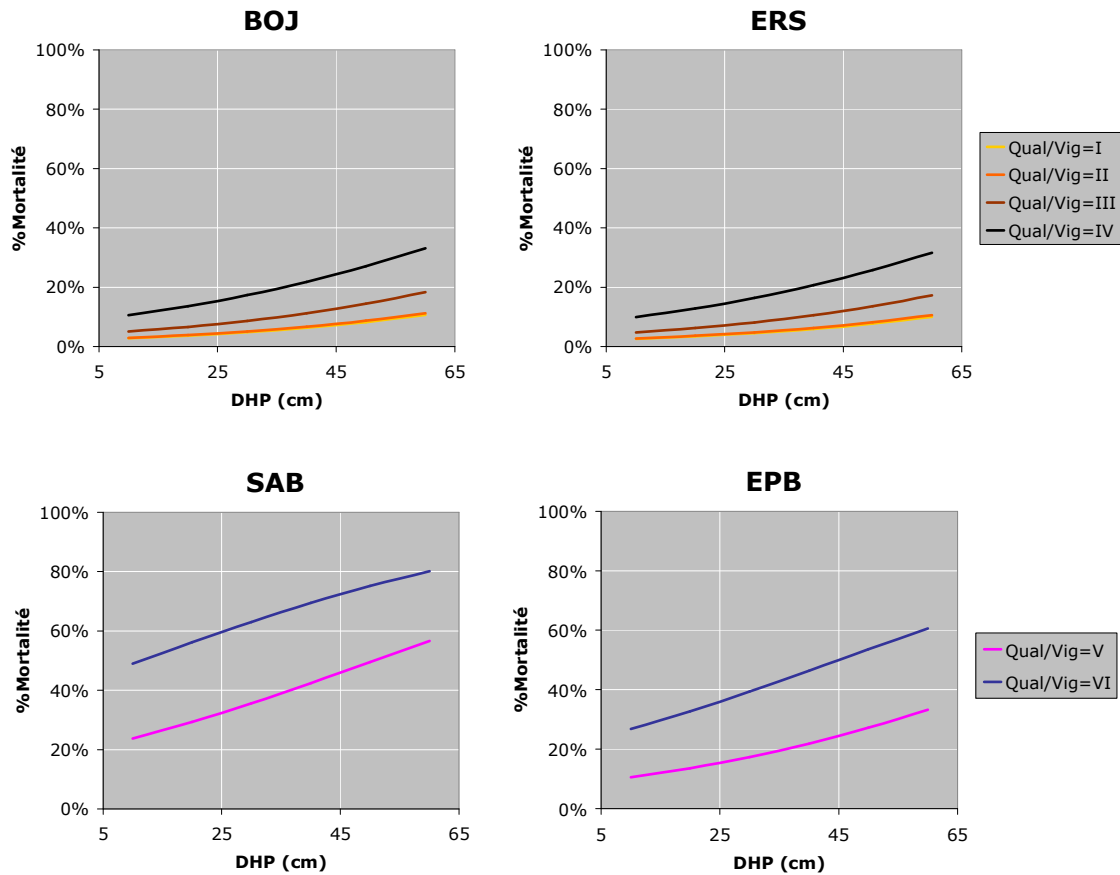 BOJ
100%
80%
60%
40%
20%
0%
%Mortalité
5
25
45
65
DHP (cm)
ERS
100%
80%
60%
40%
20%
0%
%Mortalité
5
25
45
65
DHP (cm)
Qual/Vig=I
Qual/Vig=II
Qual/Vig=III
Qual/Vig=IV
SAB
100%
80%
60%
40%
20%
0%
%Mortalité
5
25
45
65
DHP (cm)
EPB
100%
80%
60%
40%
20%
0%
%Mortalité
5
25
45
65
DHP (cm)
Qual/Vig=V
Qual/Vig=VI